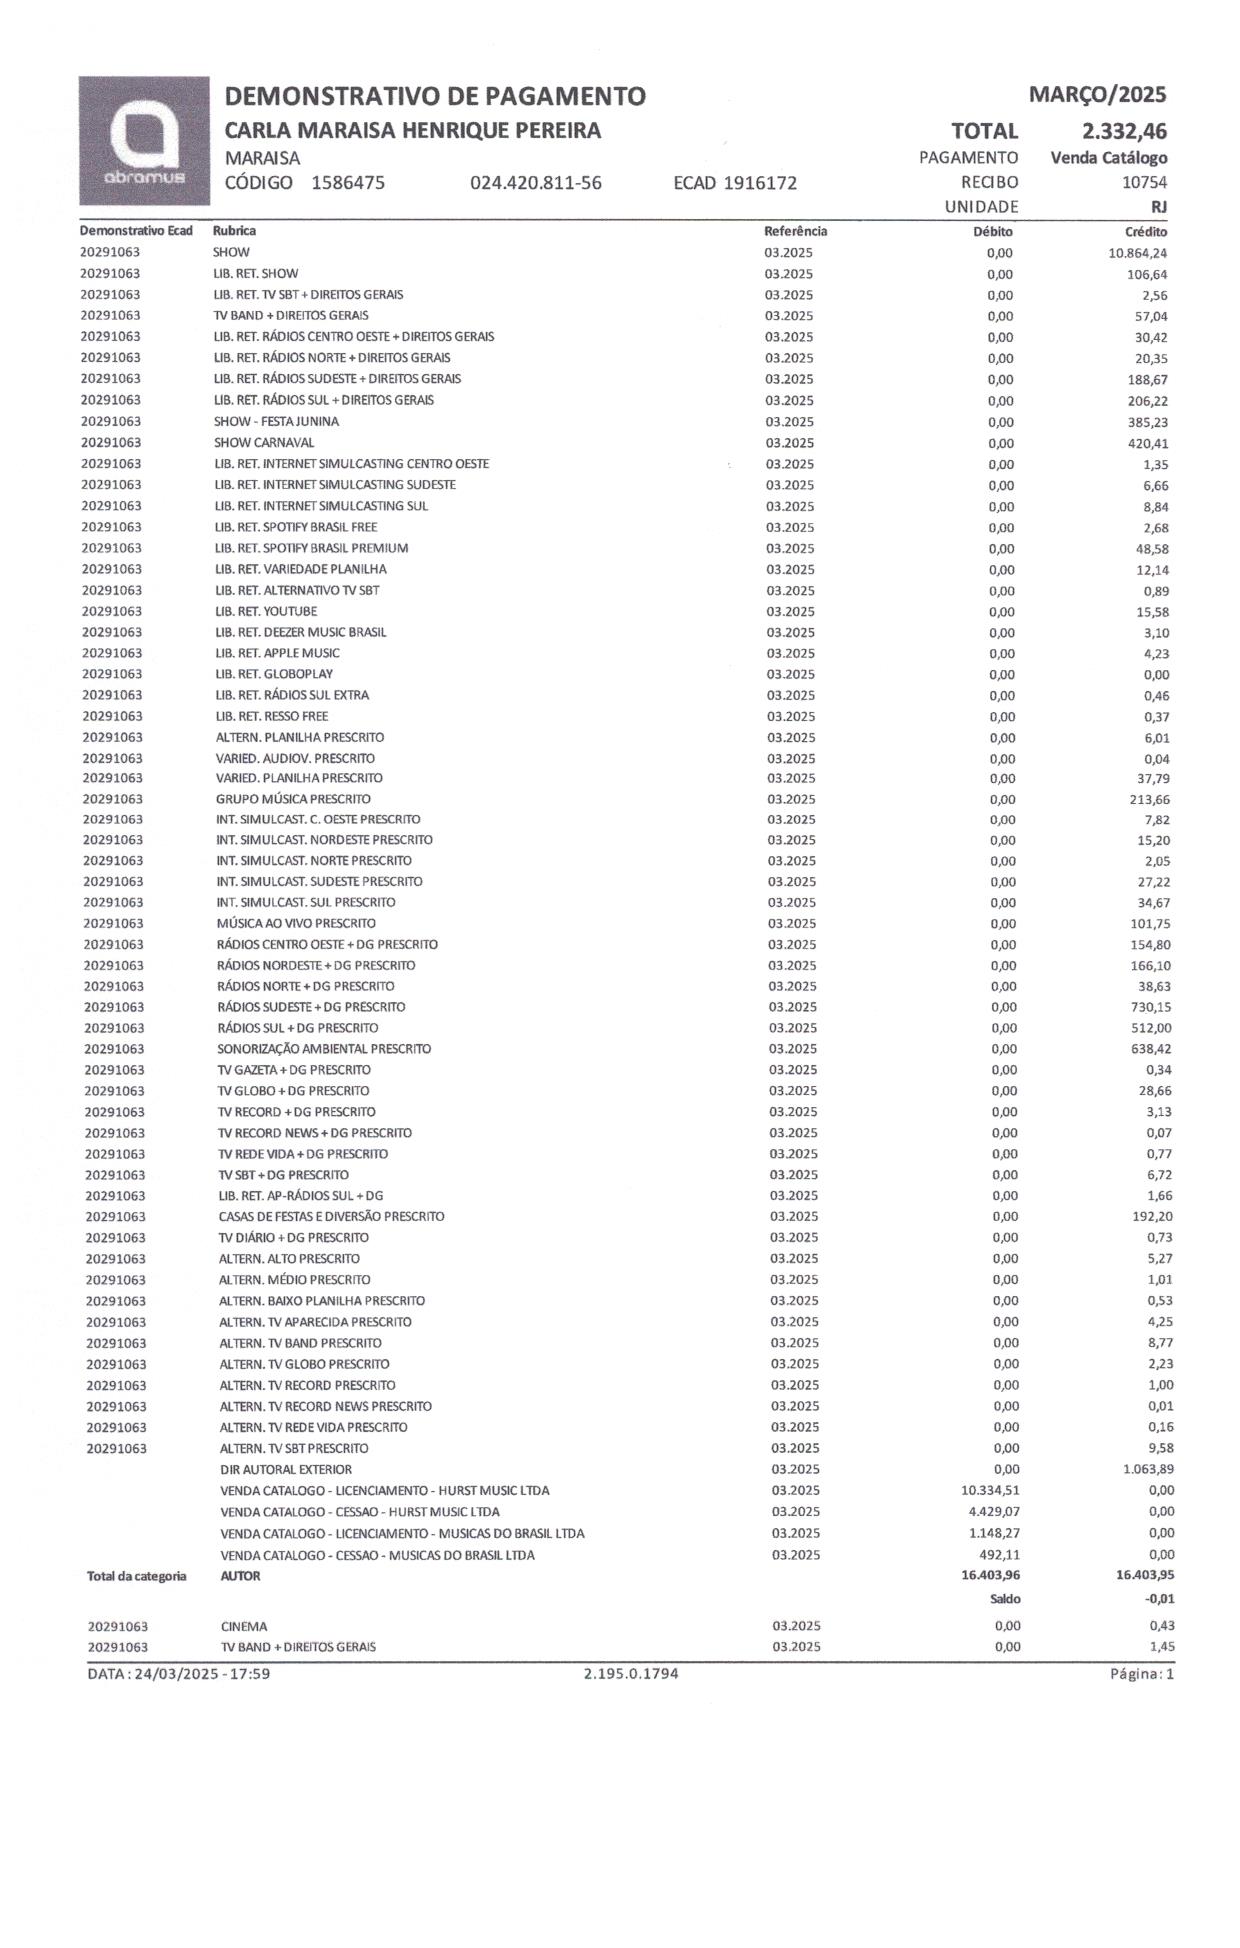 DEMONSTRATIVO DE PAGAMENTO MARÇO/2025
CARLA MARAISA HENRIQUE PEREIRA TOTAL 2.332,46
MARAISA PAGAMENTO Venda Catálogo
abramus CÓDIGO 1586475 024.420.811-56 ECAD 1916172 RECIBO 10754
UNIDADE RJ
Demonstrativo Ecad Rubrica Referência Débito Crédito
20291063 SHOW 03.2025 0,00 10.864,24
20291063 LIB. RET. SHOW 03.2025 0,00 106,64
20291063 LIB. RET. TV SBT + DIREITOS GERAIS 03.2025 0,00 2,56
20291063 TV BAND + DIREITOS GERAIS 03.2025 0,00 57,04
20291063 LIB. RET. RÁDIOS CENTRO OESTE + DIREITOS GERAIS 03.2025 0,00 30,42
20291063 LIB. RET. RÁDIOS NORTE + DIREITOS GERAIS 03.2025 0,00 20,35
20291063 LIB. RET. RÁDIOS SUDESTE + DIREITOS GERAIS 03.2025 0,00 188,67
20291063 LIB. RET. RÁDIOS SUL + DIREITOS GERAIS 03.2025 0,00 206,22
20291063 SHOW - FESTA JUNINA 03.2025 0,00 385,23
20291063 SHOW CARNAVAL 03.2025 0,00 420,41
20291063 LIB. RET. INTERNET SIMULCASTING CENTRO OESTE 03.2025 0,00 1,35
20291063 LIB. RET. INTERNET SIMULCASTING SUDESTE 03.2025 0,00 6,66
20291063 LIB. RET. INTERNET SIMULCASTING SUL 03.2025 0,00 8,84
20291063 LIB. RET. SPOTIFY BRASIL FREE 03.2025 0,00 2,68
20291063 LIB. RET. SPOTIFY BRASIL PREMIUM 03.2025 0,00 48,58
20291063 LIB. RET. VARIEDADE PLANILHA 03.2025 0,00 12,14
20291063 LIB. RET. ALTERNATIVO TV SBT 03.2025 0,00 0,89
20291063 LIB. RET. YOUTUBE 03.2025 0,00 15,58
20291063 LIB. RET. DEEZER MUSIC BRASIL 03.2025 0,00 3,10
20291063 LIB. RET. APPLE MUSIC 03.2025 0,00 4,23
20291063 LIB. RET. GLOBOPLAY 03.2025 0,00 0,00
20291063 LIB. RET. RÁDIOS SUL EXTRA 03.2025 0,00 0,46
20291063 LIB. RET. RESSO FREE 03.2025 0,00 0,37
20291063 ALTERN. PLANILHA PRESCRITO 03.2025 0,00 6,01
20291063 VARIED. AUDIOV. PRESCRITO 03.2025 0,00 0,04
20291063 VARIED. PLANILHA PRESCRITO 03.2025 0,00 37,79
20291063 GRUPO MÚSICA PRESCRITO 03.2025 0,00 213,66
20291063 INT. SIMULCAST. C. OESTE PRESCRITO 03.2025 0,00 7,82
20291063 INT. SIMULCAST. NORDESTE PRESCRITO 03.2025 0,00 15,20
20291063 INT. SIMULCAST. NORTE PRESCRITO 03.2025 0,00 2,05
20291063 INT. SIMULCAST. SUDESTE PRESCRITO 03.2025 0,00 27,22
20291063 INT. SIMULCAST. SUL PRESCRITO 03.2025 0,00 34,67
20291063 MÚSICA AO VIVO PRESCRITO 03.2025 0,00 101,75
20291063 RÁDIOS CENTRO OESTE + DG PRESCRITO 03.2025 0,00 154,80
20291063 RÁDIOS NORDESTE + DG PRESCRITO 03.2025 0,00 166,10
20291063 RÁDIOS NORTE + DG PRESCRITO 03.2025 0,00 38,63
20291063 RÁDIOS SUDESTE + DG PRESCRITO 03.2025 0,00 730,15
20291063 RÁDIOS SUL + DG PRESCRITO 03.2025 0,00 512,00
20291063 SONORIZAÇÃO AMBIENTAL PRESCRITO 03.2025 0,00 638,42
20291063 TV GAZETA + DG PRESCRITO 03.2025 0,00 0,34
20291063 TV GLOBO + DG PRESCRITO 03.2025 0,00 28,66
20291063 TV RECORD + DG PRESCRITO 03.2025 0,00 3,13
20291063 TV RECORD NEWS + DG PRESCRITO 03.2025 0,00 0,07
20291063 TV REDE VIDA + DG PRESCRITO 03.2025 0,00 0,77
20291063 TV SBT + DG PRESCRITO 03.2025 0,00 6,72
20291063 LIB. RET. AP-RÁDIOS SUL + DG 03.2025 0,00 1,66
20291063 CASAS DE FESTAS E DIVERSÃO PRESCRITO 03.2025 0,00 192,20
20291063 TV DIÁRIO + DG PRESCRITO 03.2025 0,00 0,73
20291063 ALTERN. ALTO PRESCRITO 03.2025 0,00 5,27
20291063 ALTERN. MÉDIO PRESCRITO 03.2025 0,00 1,01
20291063 ALTERN. BAIXO PLANILHA PRESCRITO 03.2025 0,00 0,53
20291063 ALTERN. TV APARECIDA PRESCRITO 03.2025 0,00 4,25
20291063 ALTERN. TV BAND PRESCRITO 03.2025 0,00 8,77
20291063 ALTERN. TV GLOBO PRESCRITO 03.2025 0,00 2,23
20291063 ALTERN. TV RECORD PRESCRITO 03.2025 0,00 1,00
20291063 ALTERN. TV RECORD NEWS PRESCRITO 03.2025 0,00 0,01
20291063 ALTERN. TV REDE VIDA PRESCRITO 03.2025 0,00 0,16
20291063 ALTERN. TV SBT PRESCRITO 03.2025 0,00 9,58
DIR AUTORAL EXTERIOR 03.2025 0,00 1.063,89
VENDA CATALOGO - LICENCIAMENTO - HURST MUSIC LTDA 03.2025 10.334,51 0,00
VENDA CATALOGO - CESSAO - HURST MUSIC LTDA 03.2025 4.429,07 0,00
VENDA CATALOGO - LICENCIAMENTO - MUSICAS DO BRASIL LTDA 03.2025 1.148,27 0,00
VENDA CATALOGO - CESSAO - MUSICAS DO BRASIL LTDA 03.2025 492,11 0,00
Total da categoria AUTOR 16.403,96 16.403,95
Saldo -0,01
20291063 CINEMA 03.2025 0,00 0,43
20291063 TV BAND + DIREITOS GERAIS 03.2025 0,00 1,45
DATA : 24/03/2025 - 17:59 2.195.0.1794 Página: 1